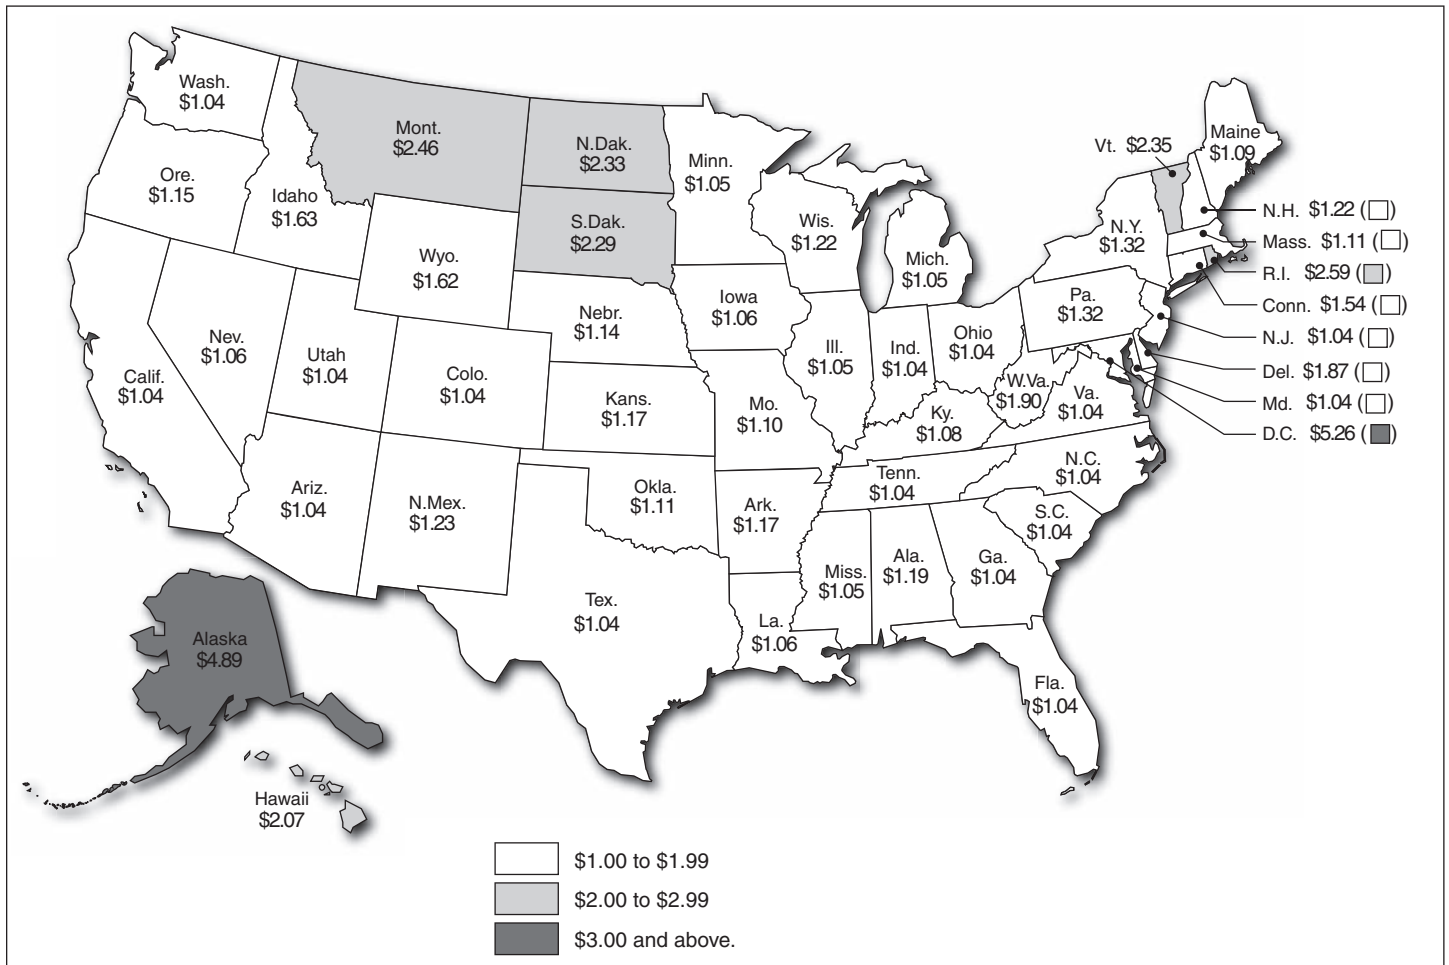 Wash.
$1.04
Mont.
$2.46
N.Dak.
$2.33
Minn.
$1.05
Vt. $2.35
Maine
$1.09
Ore.
$1.15
Idaho
$1.63
S.Dak.
$2.29
Wis.
$1.22
Mich.
$1.05
N.Y.
$1.32
N.H. $1.22 ( )
Mass. $1.11 ( )
R.I. $2.59 ( )
Conn. $1.54 ( )
N.J. $1.04 ( )
Del. $1.87 ( )
Md. $1.04 ( )
D.C. $5.26 ( )
Wyo.
$1.62
Nebr.
$1.14
Iowa
$1.06
Pa.
$1.32
Nev.
$1.06
Utah
$1.04
Colo.
$1.04
Ill.
$1.05
Ind.
$1.04
Ohio
$1.04
Calif.
$1.04
Kans.
$1.17
Mo.
$1.10
W.Va.
$1.90
Va.
$1.04
Ky.
$1.08
Ariz.
$1.04
N.Mex.
$1.23
Okla.
$1.11
Ark.
$1.17
Tenn.
$1.04
N.C.
$1.04
S.C.
$1.04
Tex.
$1.04
Miss.
$1.05
Ala.
$1.19
Ga.
$1.04
La.
$1.06
Fla.
$1.04
Alaska
$4.89
Hawaii
$2.07
$1.00 to $1.99
$2.00 to $2.99
$3.00 and above.